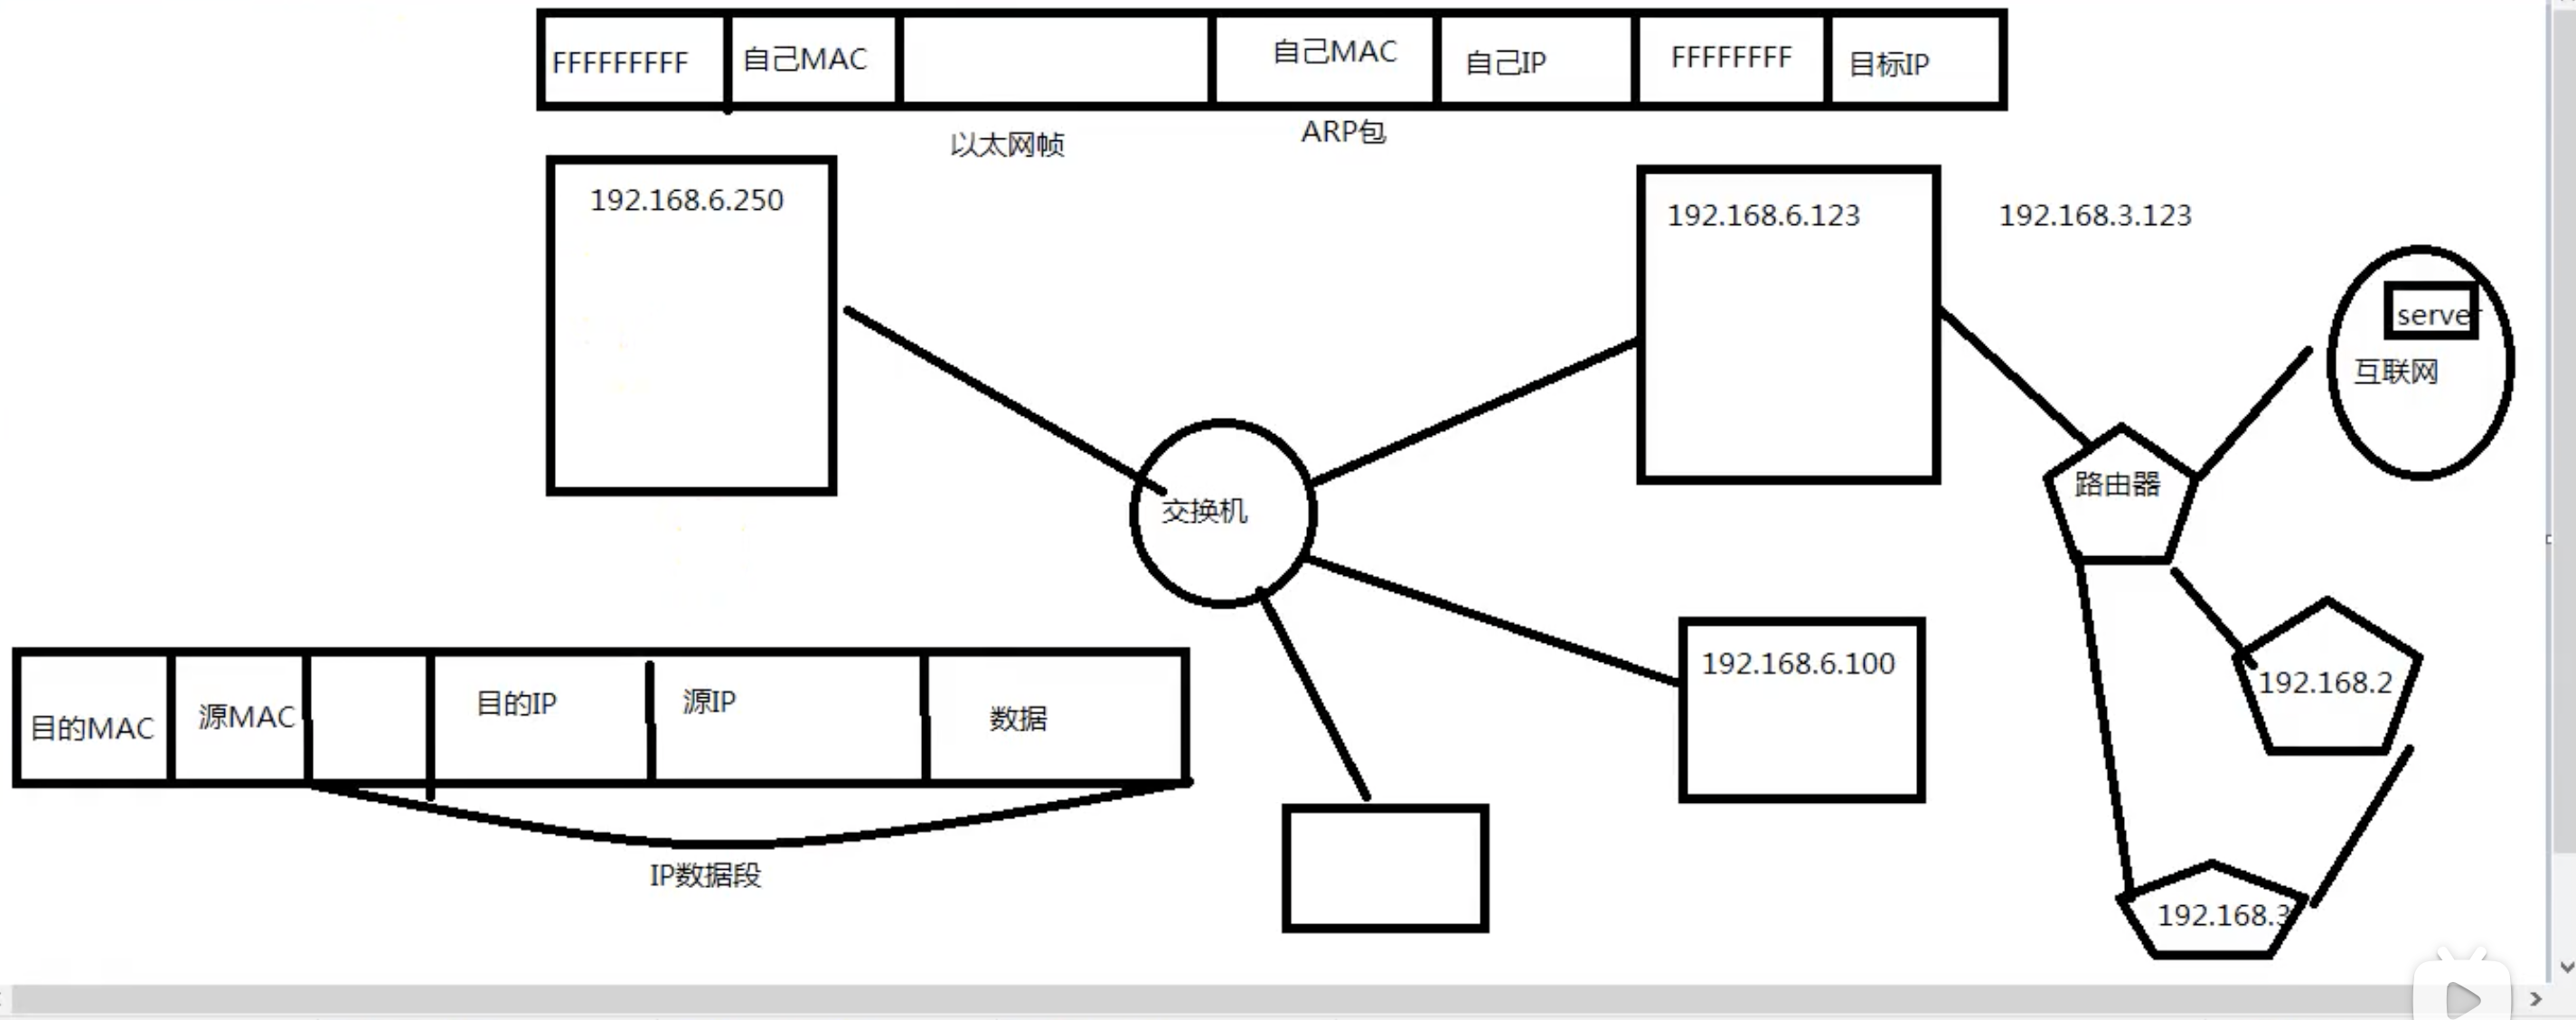 FFFFFFFFF
自己MAC
自己MAC
自己IP
FFFFFFFF
目标IP
以太网帧
ARP包
192.168.6.250
192.168.6.123
192.168.3.123
server
互联网
交换机
路由器
192.168.6.100
192.168.2
目的MAC
源MAC
目的IP
源IP
数据
IP数据段
192.168.3